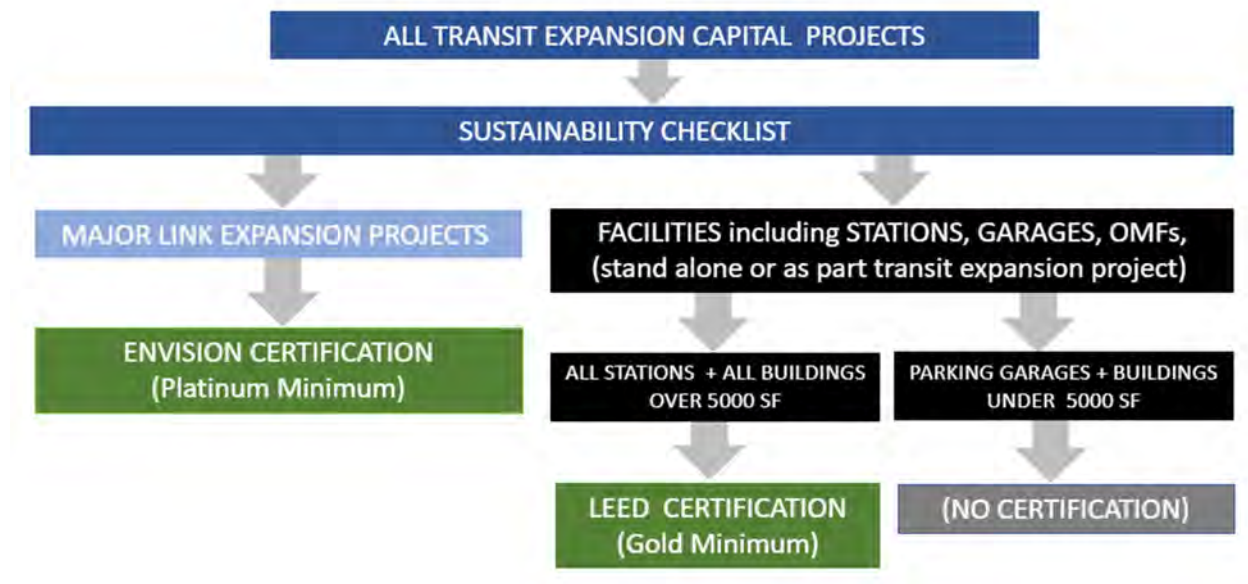 ALL TRANSIT EXPANSION CAPITAL PROJECTS
SUSTAINABILITY CHECKLIST
MAJOR LINK EXPANSION PROJECTS
ENVISION CERTIFICATION
(Platinum Minimum)
FACILITIES including STATIONS, GARAGES, OMFs,
(stand alone or as part transit expansion project)
ALL STATIONS + ALL BUILDINGS
OVER 5000 SF
LEED CERTIFICATION
(Gold Minimum)
PARKING GARAGES + BUILDINGS
UNDER 5000 SF
(NO CERTIFICATION)